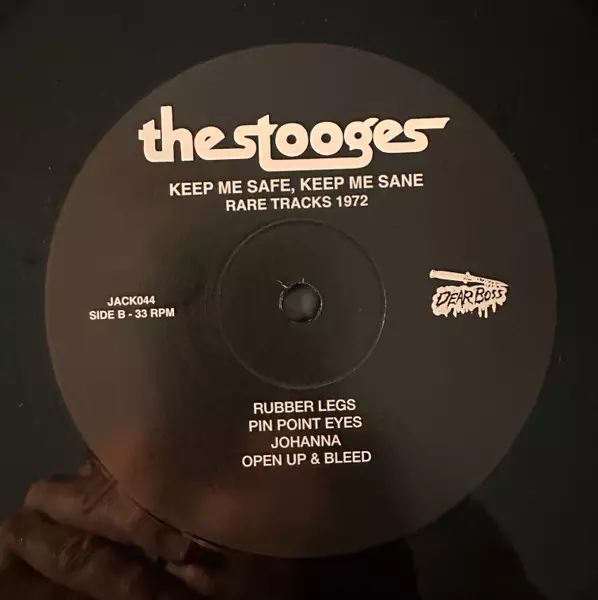 thestooges
KEEP ME SAFE, KEEP ME SANE
RARE TRACKS 1972
JACK044
SIDE B - 33 RPM
DEAR BOSS
RUBBER LEGS
PIN POINT EYES
JOHANNA
OPEN UP & BLEED